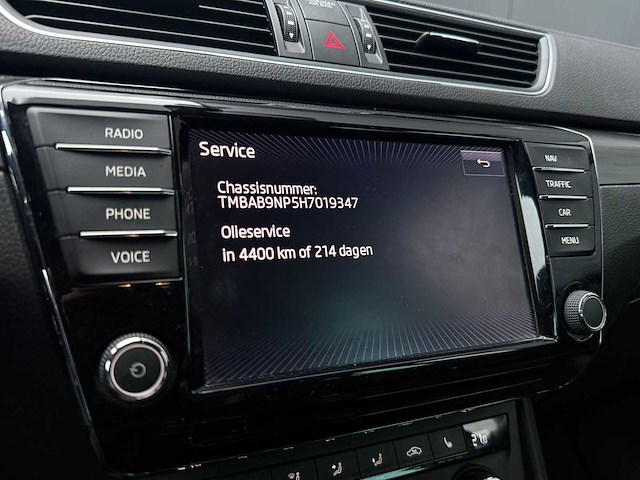 RADIO
MEDIA
PHONE
VOICE
Service
Chassisnummer:
TMBAB9NP5H7019347
Olieservice
In 4400 km of 214 dagen
NAV
TRAFFIC
CAR
MENU